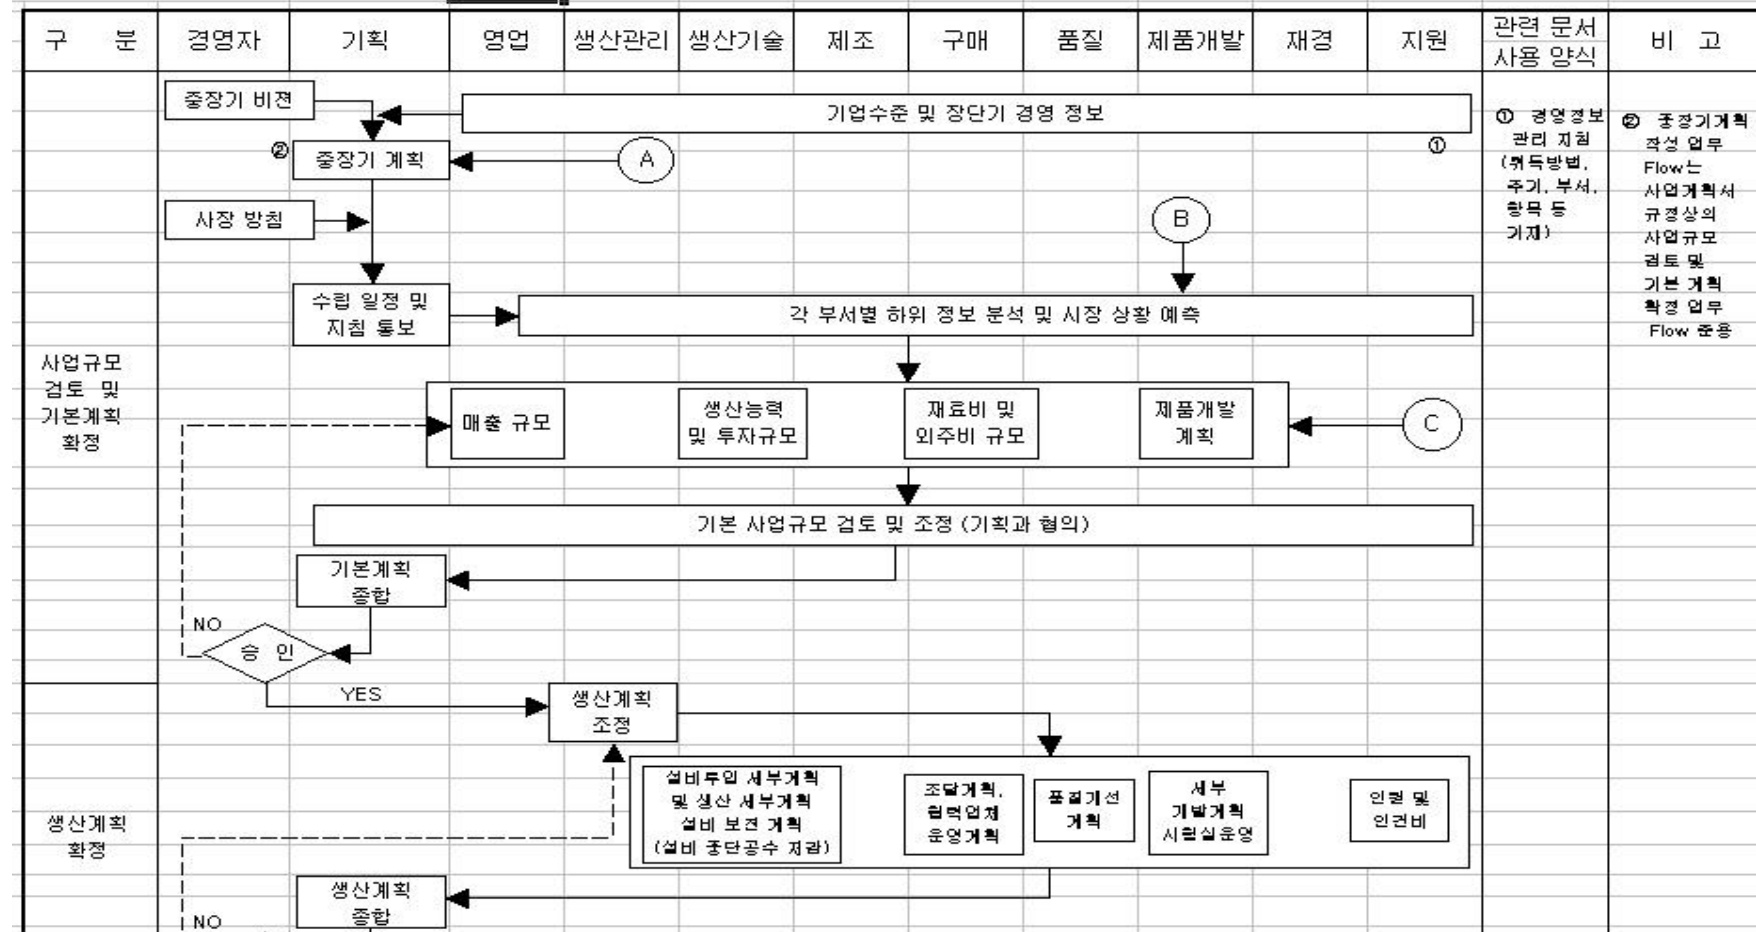 구 분
경영자
기획
영업
생산관리
생산기술
제조
구매
품질
제품개발
재경
지원
관련 문서
사용 양식
비 고
중장기 비젼
기업수준 및 장단기 경영 정보
①
② 중장기 계획
A
사장 방침
B
수립 일정 및
지침 통보
각 부서별 하위 정보 분석 및 시장 상황 예측
사업규모
검토 및
기본계획
확정
매출 규모
생산능력
및 투자규모
재료비 및
외주비 규모
제품개발
계획
C
기본 사업규모 검토 및 조정 (기획과 협의)
기본계획
종합
NO
승 인
YES
① 경영정보
관리 지침
(취득방법,
주기, 부서,
항목 등
기재)
② 중장기계획
작성 업무
Flow는
사업계획서
규정상의
사업규모
검토 및
기본 계획
확정 업무
Flow 준용
생산계획
확정
생산계획
조정
설비투입 세부계획
및 생산 세부계획
설비 보전 계획
(설비 중단공수 저감)
조달계획,
협력업체
운영계획
품질개선
계획
세부
개발계획
시험실운영
인원 및
인건비
생산계획
종합
NO